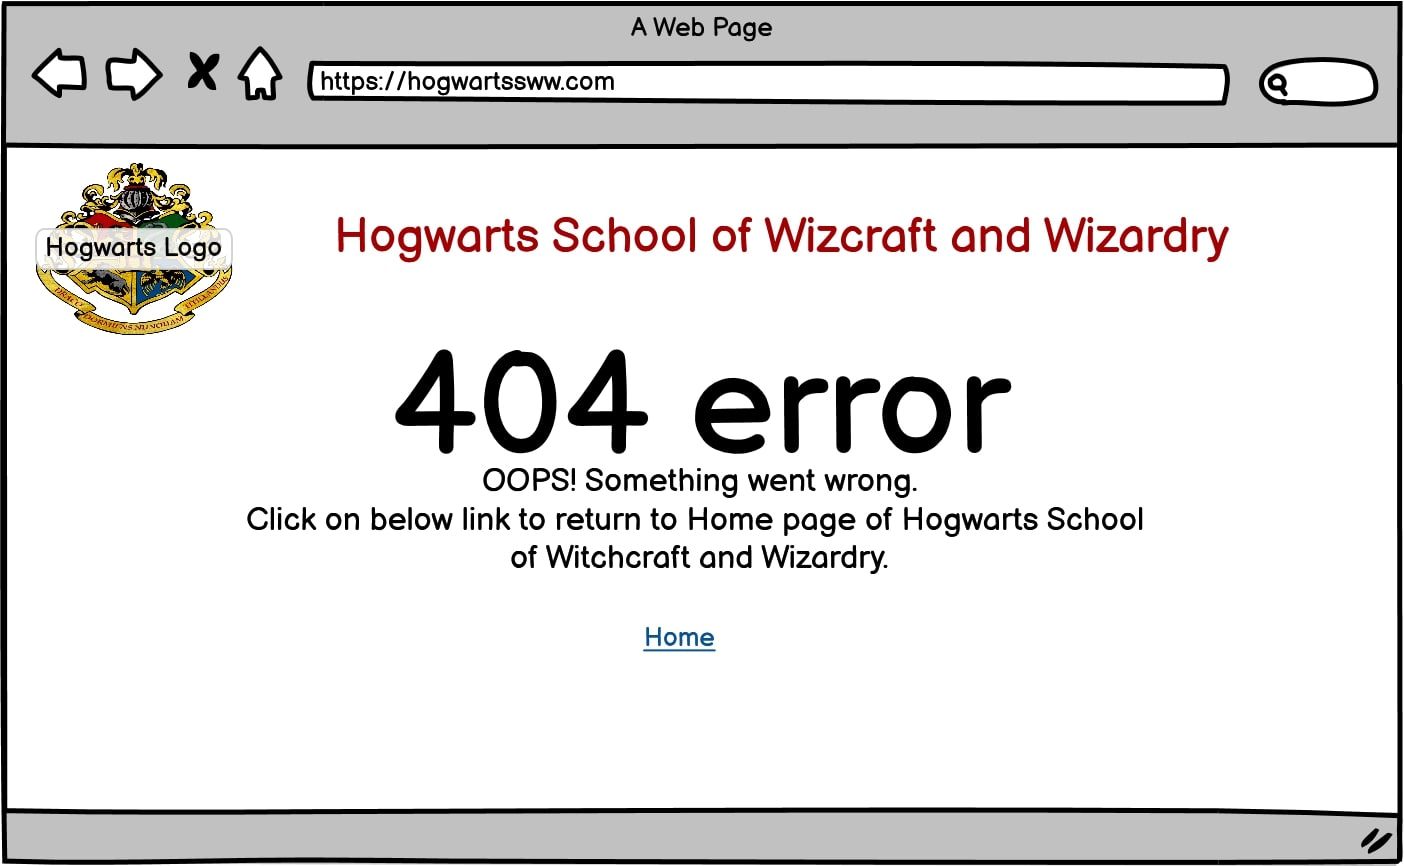 A Web Page
https://hogwartssww.com
Hogwarts Logo
Hogwarts School of Wizcraft and Wizardry
DRACO DORMIENS NUNQUAM TITILLANDUS
404 error
OOPS! Something went wrong.
Click on below link to return to Home page of Hogwarts School
of Witchcraft and Wizardry.
Home